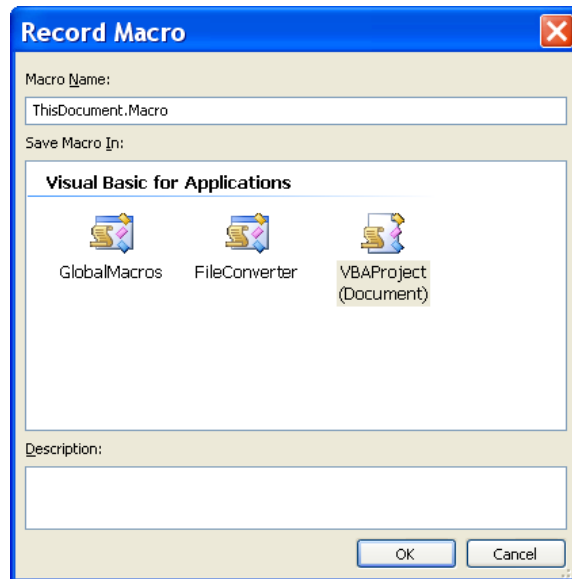 Record Macro
Macro Name:
ThisDocument.Macro
Save Macro In:
Visual Basic for Applications
GlobalMacros FileConverter VBAProject
(Document)
Description:
OK Cancel